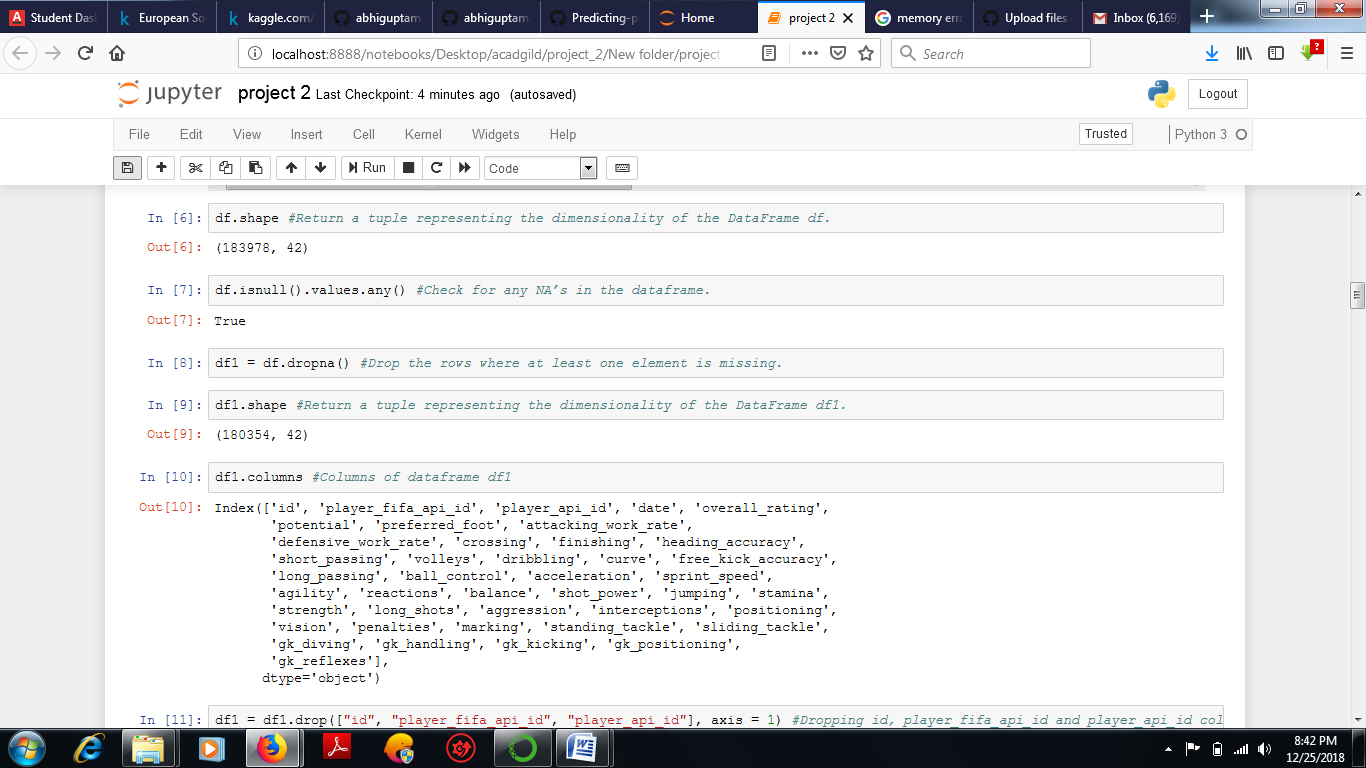 Student Das
European So
kaggle.com/
abhiguptam
abhiguptam
Predicting-p
Home
project 2
memory erro
Upload files
Inbox (6,169)
localhost:8888/notebooks/Desktop/acadgild/project_2/New folder/project
Search
jupyter project 2 Last Checkpoint: 4 minutes ago (autosaved)
Logout
File Edit View Insert Cell Kernel Widgets Help
Trusted
Python 3
Run
Code
In [6]: df.shape #Return a tuple representing the dimensionality of the DataFrame df.
Out[6]: (183978, 42)
In [7]: df.isnull().values.any() #Check for any NA’s in the dataframe.
Out[7]: True
In [8]: df1 = df.dropna() #Drop the rows where at least one element is missing.
In [9]: df1.shape #Return a tuple representing the dimensionality of the DataFrame df1.
Out[9]: (180354, 42)
In [10]: df1.columns #Columns of dataframe df1
Out[10]: Index(['id', 'player_fifa_api_id', 'player_api_id', 'date', 'overall_rating',
'potential', 'preferred_foot', 'attacking_work_rate',
'defensive_work_rate', 'crossing', 'finishing', 'heading_accuracy',
'short_passing', 'volleys', 'dribbling', 'curve', 'free_kick_accuracy',
'long_passing', 'ball_control', 'acceleration', 'sprint_speed',
'agility', 'reactions', 'balance', 'shot_power', 'jumping', 'stamina',
'strength', 'long_shots', 'aggression', 'interceptions', 'positioning',
'vision', 'penalties', 'marking', 'standing_tackle', 'sliding_tackle',
'gk_diving', 'gk_handling', 'gk_kicking', 'gk_positioning',
'gk_reflexes'],
dtype='object')
In [11]: df1 = df1.drop(["id", "player_fifa_api_id", "player_api_id"], axis = 1) #Dropping id, player_fifa_api_id and player_api_id col
8:42 PM
12/25/2018